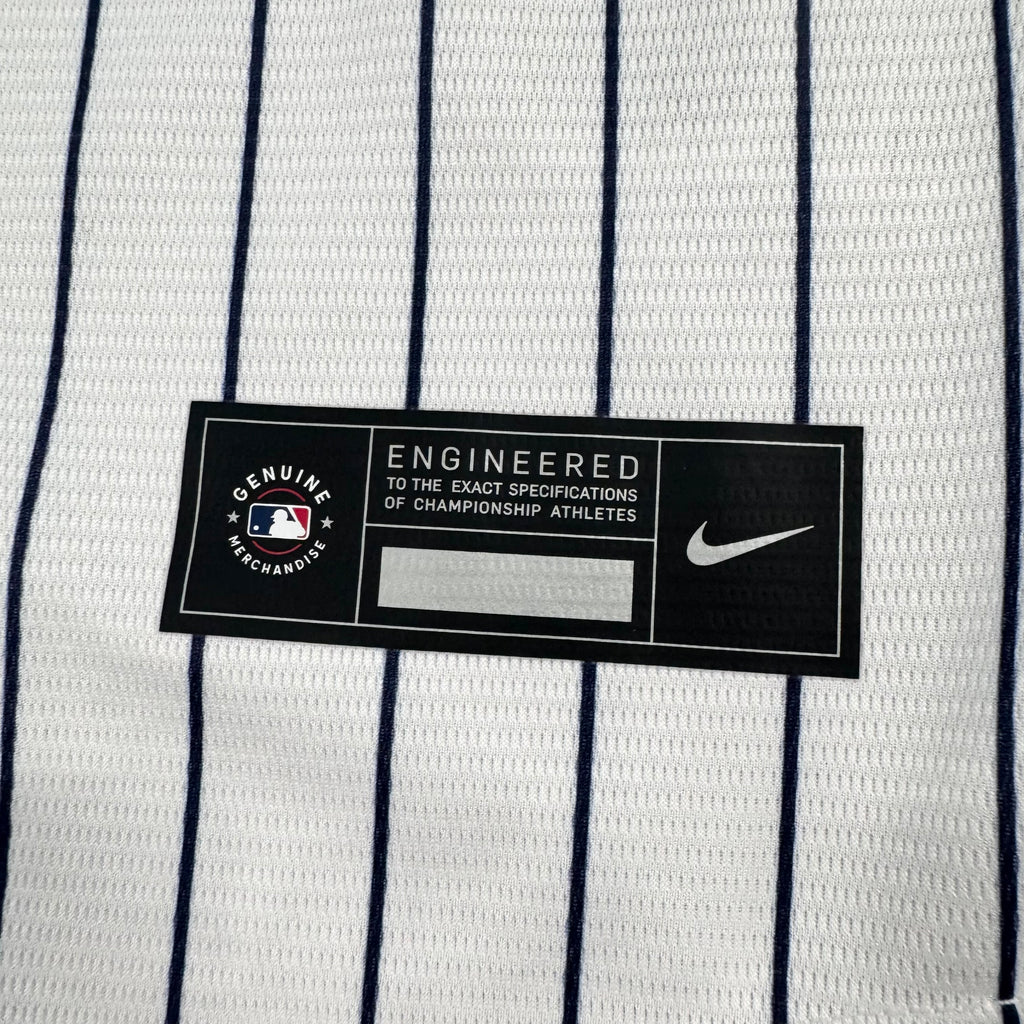 GENUINE
MERCHANDISE
ENGINEERED
TO THE EXACT SPECIFICATIONS
OF CHAMPIONSHIP ATHLETES